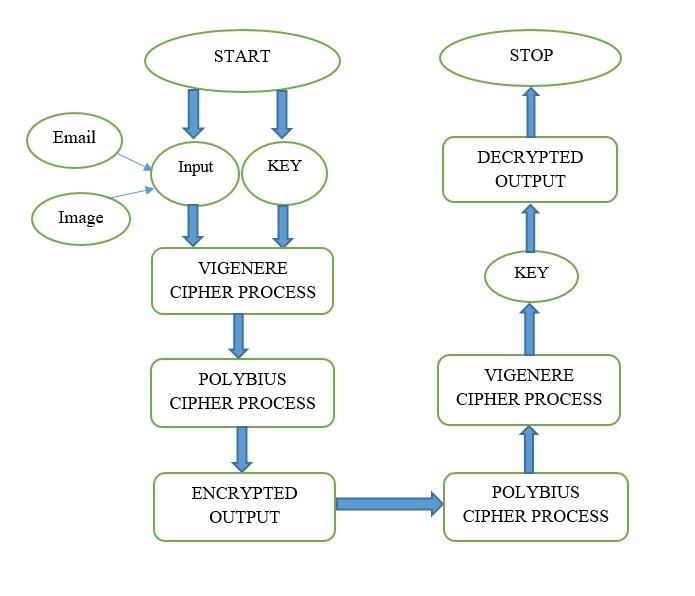 START
STOP
Email
Input
KEY
Image
DECRYPTED
OUTPUT
VIGENERE
CIPHER PROCESS
KEY
POLYBIUS
CIPHER PROCESS
VIGENERE
CIPHER PROCESS
ENCRYPTED
OUTPUT
POLYBIUS
CIPHER PROCESS